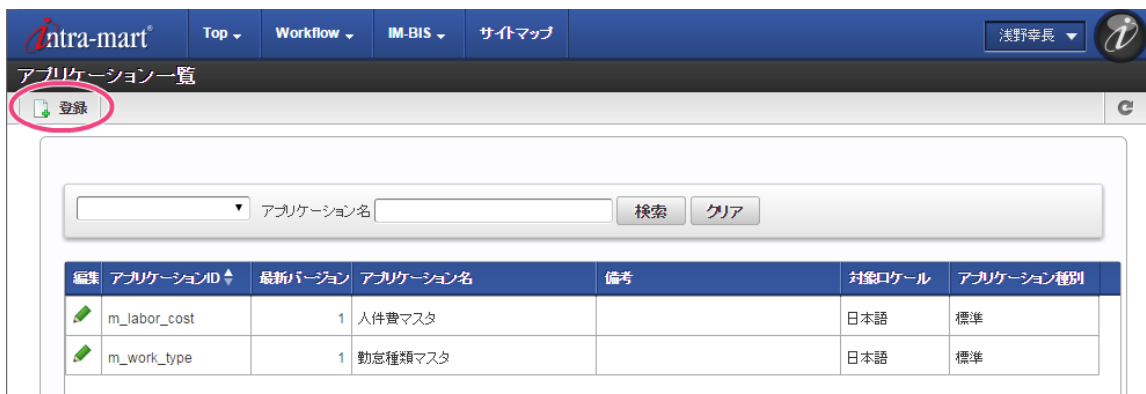 intra-mart® Top Workflow IM-BIS サイトマップ 浅野幸長
アプリケーション一覧
登録
アプリケーション名 検索 クリア
編集 アプリケーションID 最新バージョン アプリケーション名 備考 対象ロケール アプリケーション種別
m_labor_cost 1 人件費マスタ 日本語 標準
m_work_type 1 勤怠種類マスタ 日本語 標準